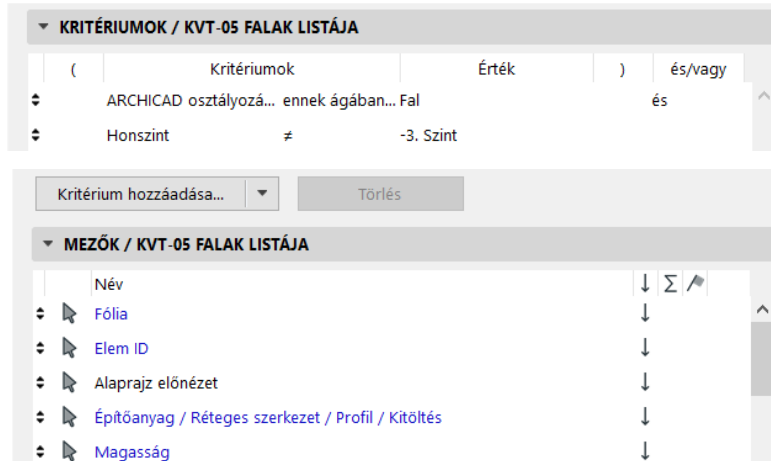 KRITÉRIUMOK / KVT-05 FALAK LISTÁJA
( Kritériumok Érték ) és/vagy
ARCHICAD osztályozá... ennek ágában... Fal és
Honszint ≠ -3. Szint
Kritérium hozzáadása... Törlés
MEZŐK / KVT-05 FALAK LISTÁJA
Név ↓ Σ
Fólia ↓
Elem ID ↓
Alaprajz előnézet ↓
Építőanyag / Réteges szerkezet / Profil / Kitöltés ↓
Magasság ↓